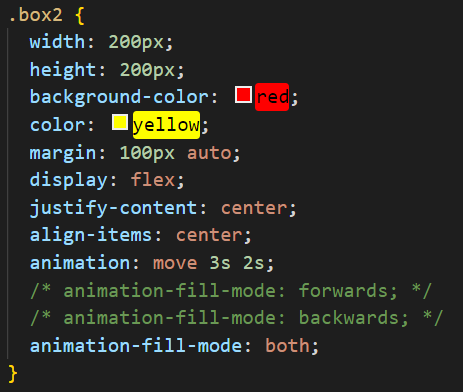 .box2 {
  width: 200px;
  height: 200px;
  background-color: red;
  color: yellow;
  margin: 100px auto;
  display: flex;
  justify-content: center;
  align-items: center;
  animation: move 3s 2s;
  /* animation-fill-mode: forwards; */
  /* animation-fill-mode: backwards; */
  animation-fill-mode: both;
}